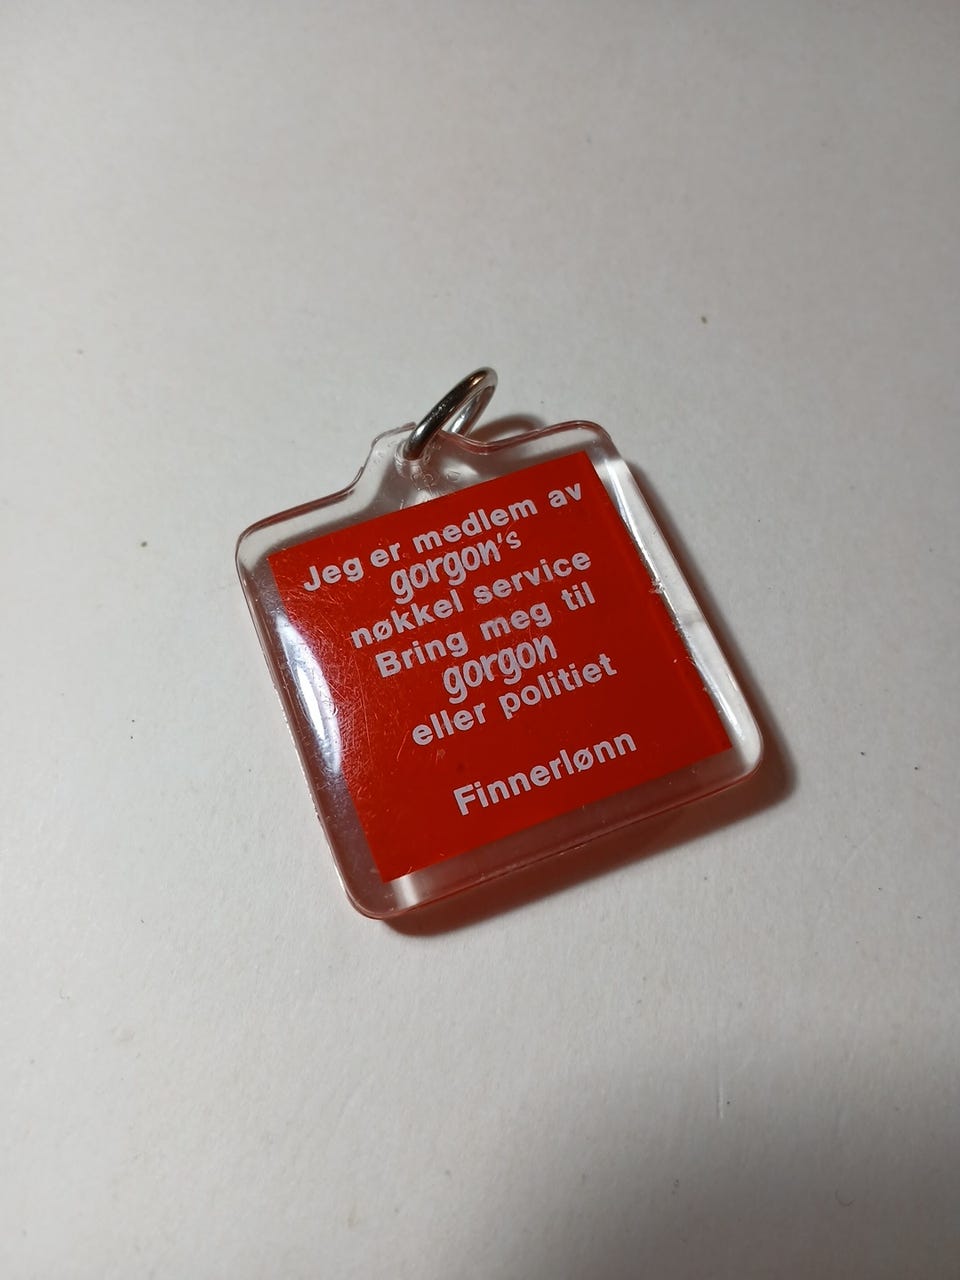 Jeg er medlem av
gorgon's
nøkkel service
Bring meg til
gorgon
eller politiet
Finnerlønn